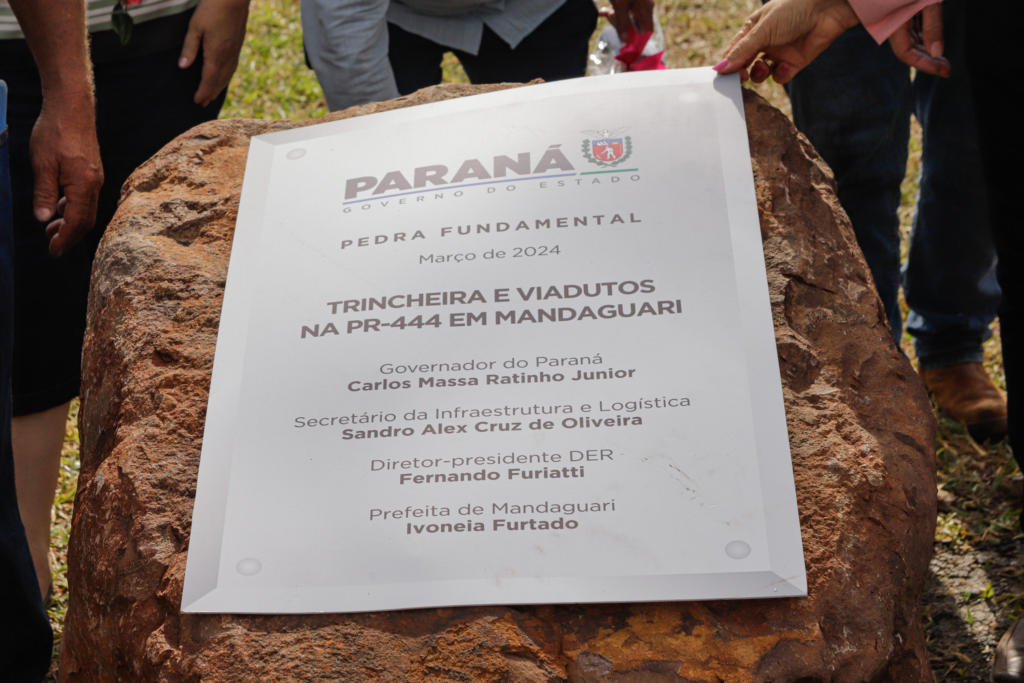 PARANÁ
GOVERNO DO ESTADO
PEDRA FUNDAMENTAL
Março de 2024
TRINCHEIRA E VIADUTOS
NA PR-444 EM MANDAGUARI
Governador do Paraná
Carlos Massa Ratinho Junior
Secretário da Infraestrutura e Logística
Sandro Alex Cruz de Oliveira
Diretor-presidente DER
Fernando Furiatti
Prefeita de Mandaguari
Ivoneia Furtado